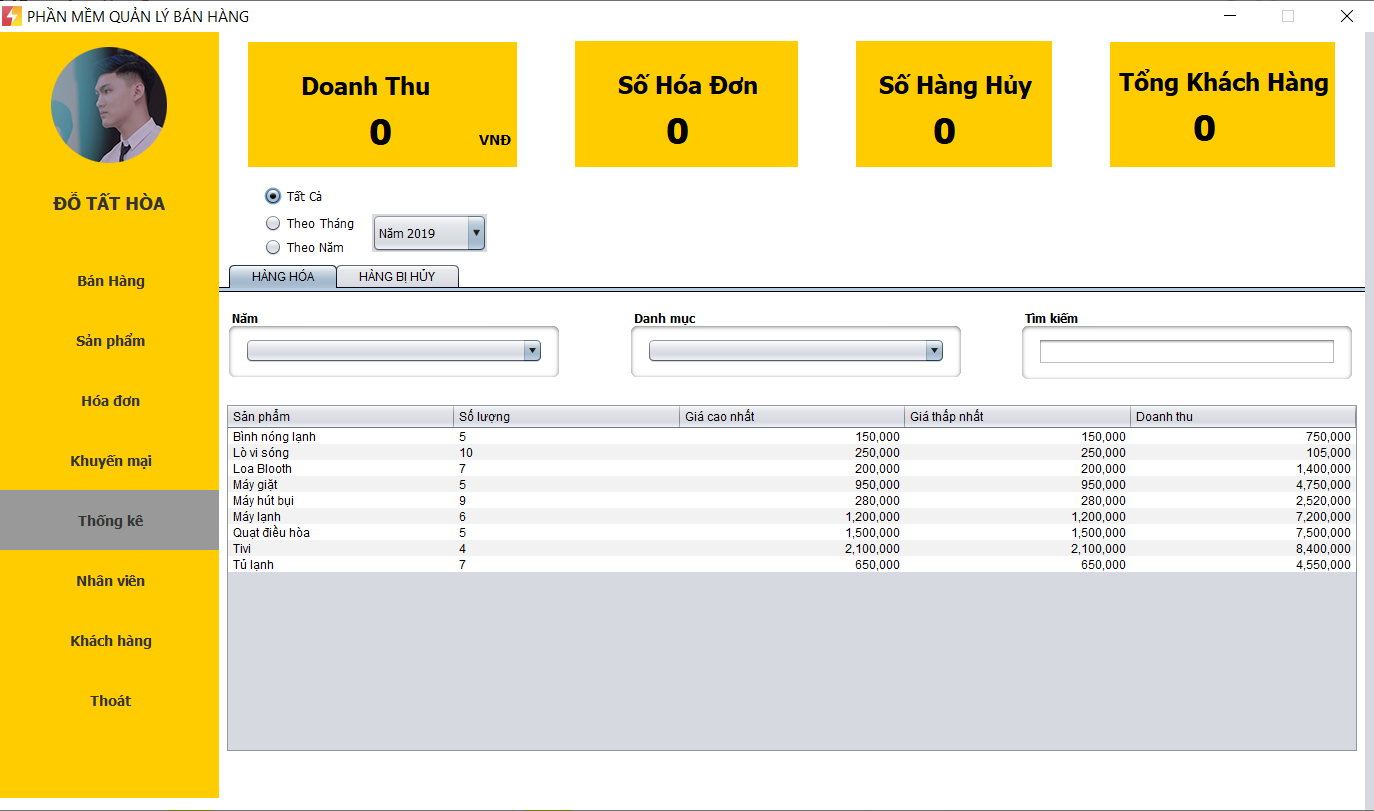 PHẦN MỀM QUẢN LÝ BÁN HÀNG
ĐỖ TẤT HÒA
Bán Hàng
Sản phẩm
Hóa đơn
Khuyến mại
Thống kê
Nhân viên
Khách hàng
Thoát
Doanh Thu
0
VNĐ
Số Hóa Đơn
0
Số Hàng Hủy
0
Tổng Khách Hàng
0
Tất Cả
Theo Tháng
Theo Năm
Năm 2019
HÀNG HÓA HÀNG BỊ HỦY
Năm Danh mục Tìm kiếm
Sản phẩm Số lượng Giá cao nhất Giá thấp nhất Doanh thu
Bình nóng lạnh 5 150,000 150,000 750,000
Lò vi sóng 10 250,000 250,000 105,000
Loa Blooth 7 200,000 200,000 1,400,000
Máy giặt 5 950,000 950,000 4,750,000
Máy hút bụi 9 280,000 280,000 2,520,000
Máy lạnh 6 1,200,000 1,200,000 7,200,000
Quạt điều hòa 5 1,500,000 1,500,000 7,500,000
Tivi 4 2,100,000 2,100,000 8,400,000
Tủ lạnh 7 650,000 650,000 4,550,000